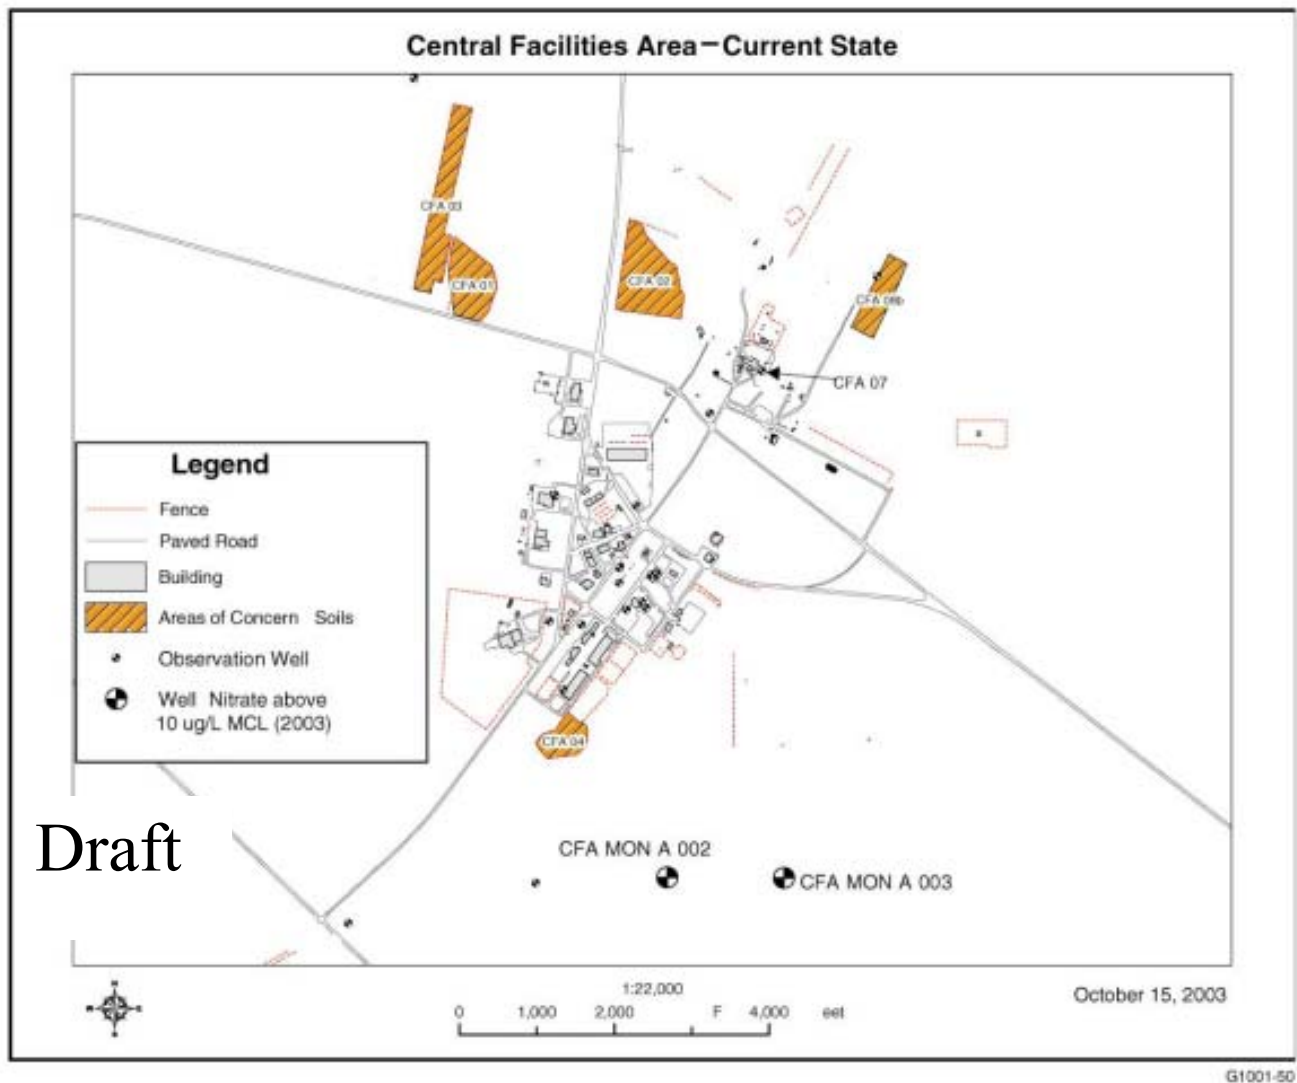 Central Facilities Area—Current State
CFA 03
CFA 01
CFA 02
CFA 08b
CFA 07
Legend
Fence
Paved Road
Building
Areas of Concern Soils
Observation Well
Well Nitrate above
10 ug/L MCL (2003)
CFA 04
Draft
CFA MON A 002
CFA MON A 003
1:22,000
0 1,000 2,000 F 4,000 eet
October 15, 2003
N
W E
S
G1001-50